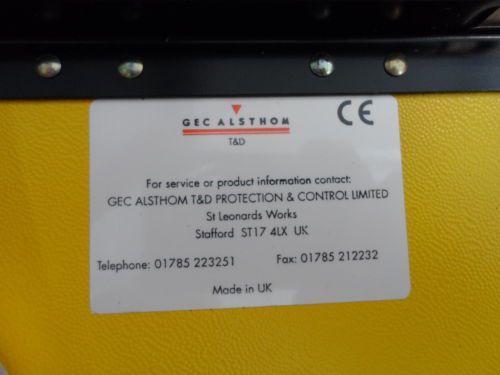 GEC ALSTHOM
T&D
CE
For service or product information contact:
GEC ALSTHOM T&D PROTECTION & CONTROL LIMITED
St Leonards Works
Stafford ST17 4LX UK
Telephone: 01785 223251 Fax: 01785 212232
Made in UK